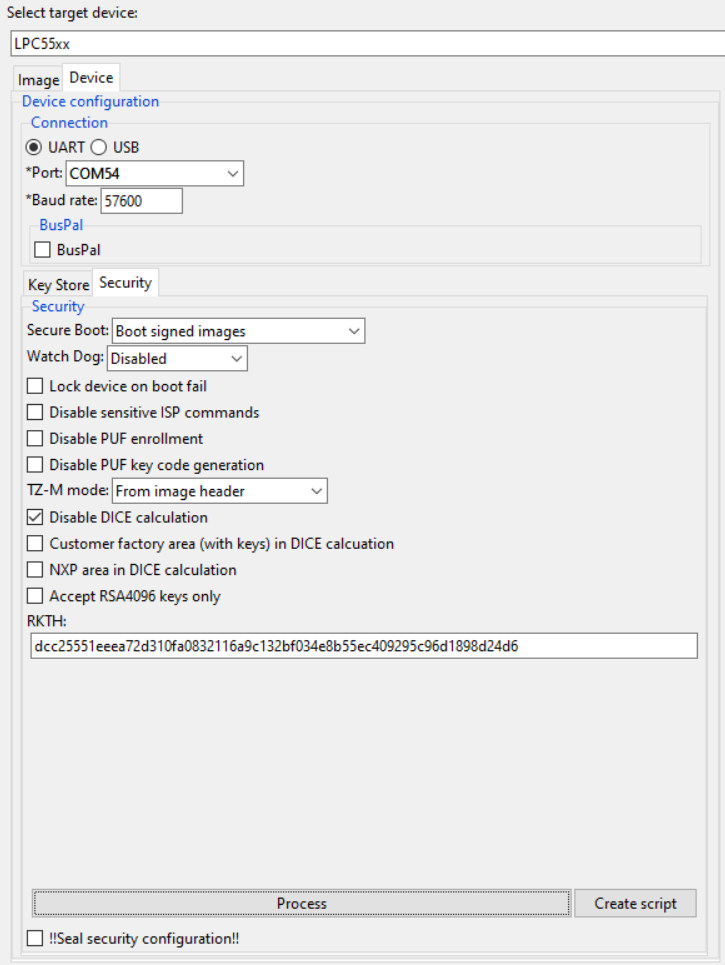 Select target device:
LPC55xx
Image Device
Device configuration
Connection
UART USB
*Port: COM54
*Baud rate: 57600
BusPal
BusPal
Key Store Security
Security
Secure Boot: Boot signed images
Watch Dog: Disabled
Lock device on boot fail
Disable sensitive ISP commands
Disable PUF enrollment
Disable PUF key code generation
TZ-M mode: From image header
Disable DICE calculation
Customer factory area (with keys) in DICE calcuation
NXP area in DICE calculation
Accept RSA4096 keys only
RKTH:
dcc25551eeea72d310fa0832116a9c132bf034e8b55ec409295c96d1898d24d6
Process Create script
!!Seal security configuration!!